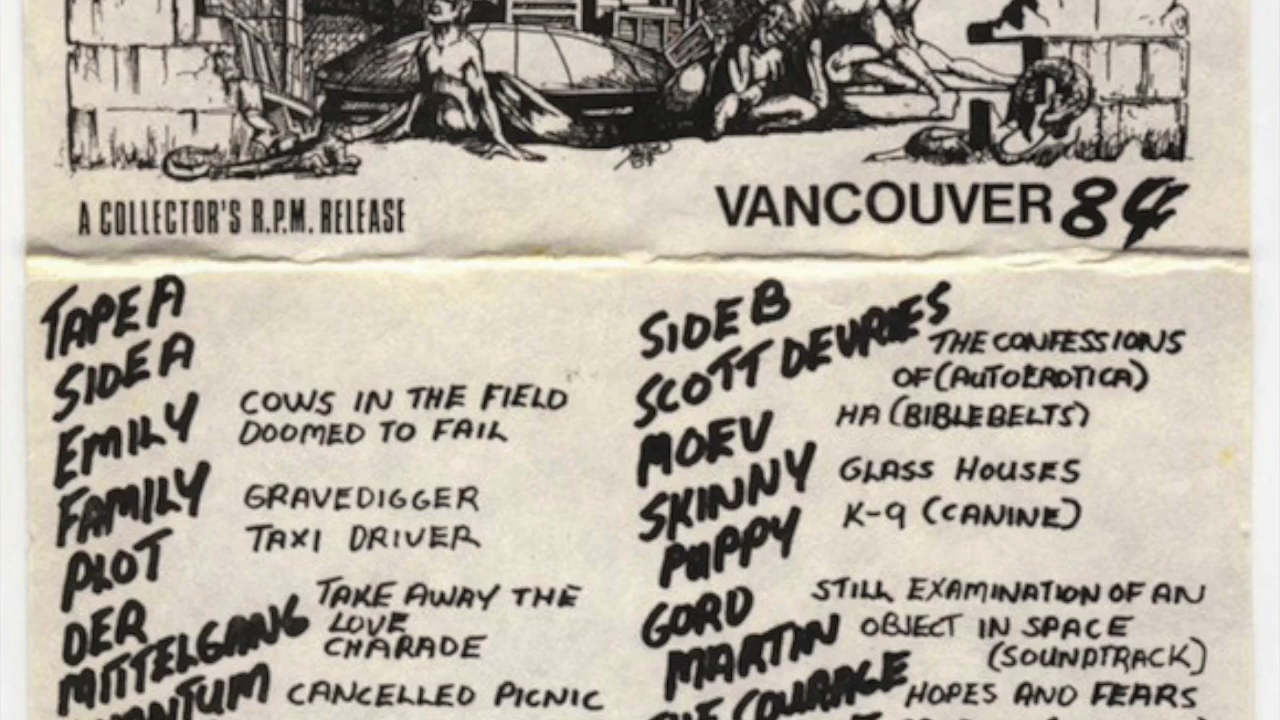 A COLLECTOR'S R.P.M. RELEASE
VANCOUVER 84
TAPE A
SIDE A
EMILY
COWS IN THE FIELD
DOOMED TO FAIL
FAMILY
PLOT
GRAVEDIGGER
TAXI DRIVER
DER
MITTELGANG
TAKE AWAY THE
LOVE
CHARADE
CANCELLED PICNIC
SIDE B
SCOTT DEVRIES
THE CONFESSIONS
OF (AUTOEROTICA)
HA (BIBLEBELTS)
MOEV
GLASS HOUSES
SKINNY
PUPPY
K-9 (CANINE)
GORD
MARTIN
STILL EXAMINATION OF AN
OBJECT IN SPACE
(SOUNDTRACK)
COURAGE
HOPES AND FEARS